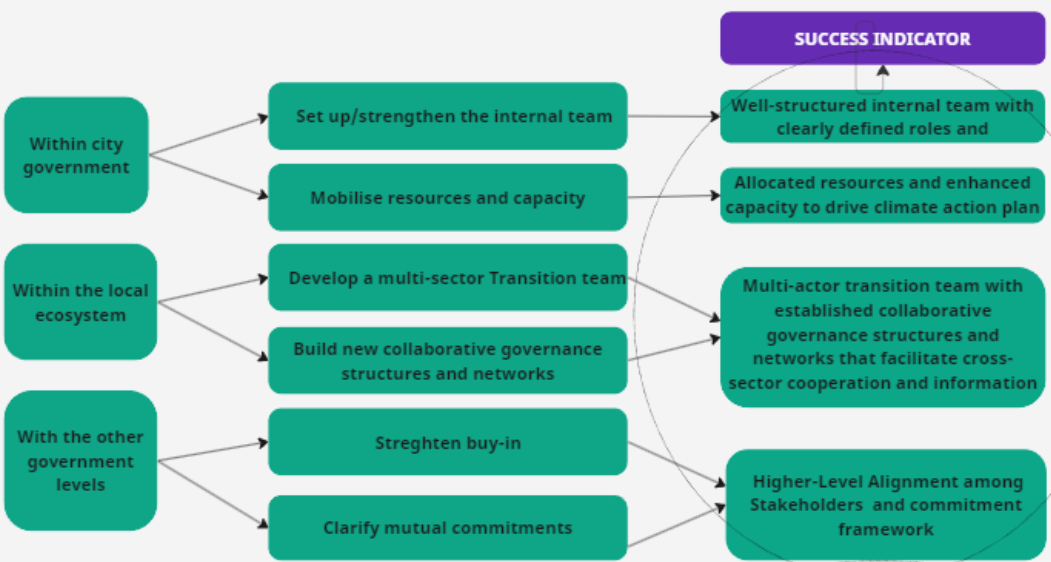 SUCCESS INDICATOR
Within city
government
Set up/strengthen the internal team
Well-structured internal team with
clearly defined roles and
Mobilise resources and capacity
Allocated resources and enhanced
capacity to drive climate action plan
Within the local
ecosystem
Develop a multi-sector Transition team
Build new collaborative governance
structures and networks
Multi-actor transition team with
established collaborative
governance structures and
networks that facilitate cross-
sector cooperation and information
With the other
government
levels
Streghten buy-in
Clarify mutual commitments
Higher-Level Alignment among
Stakeholders and commitment
framework